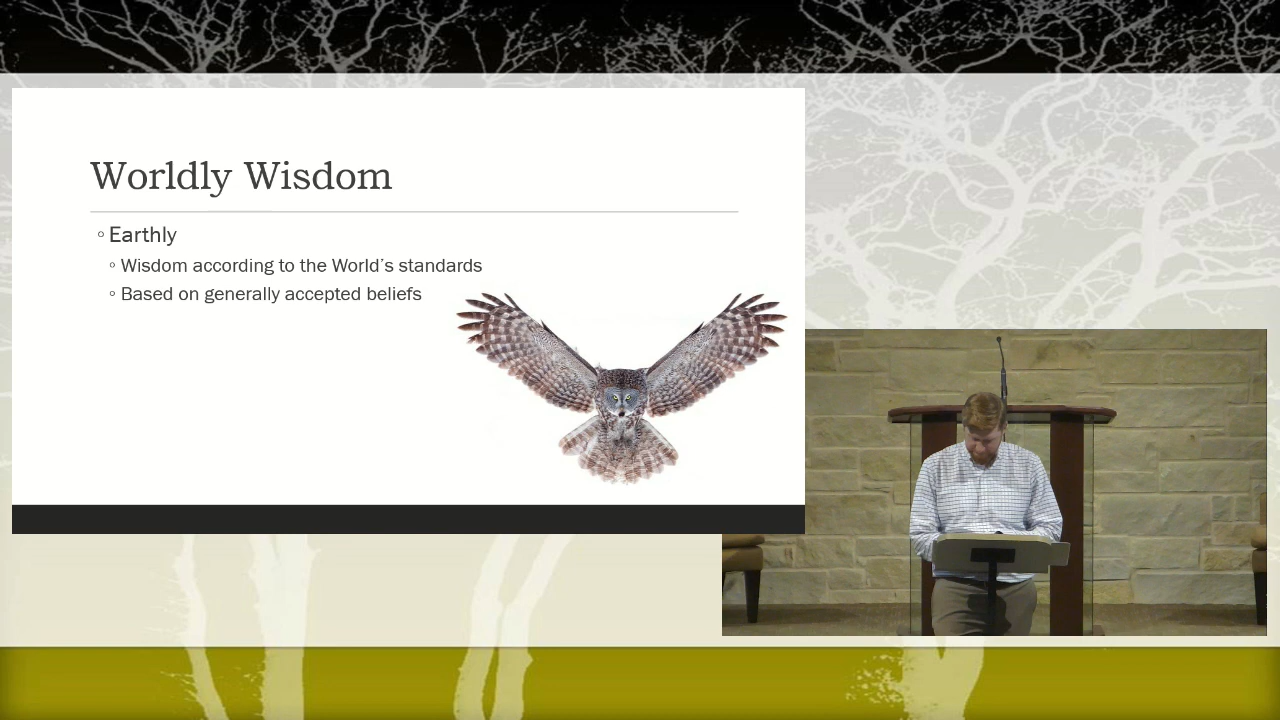 Worldly Wisdom
◦ Earthly
◦ Wisdom according to the World’s standards
◦ Based on generally accepted beliefs